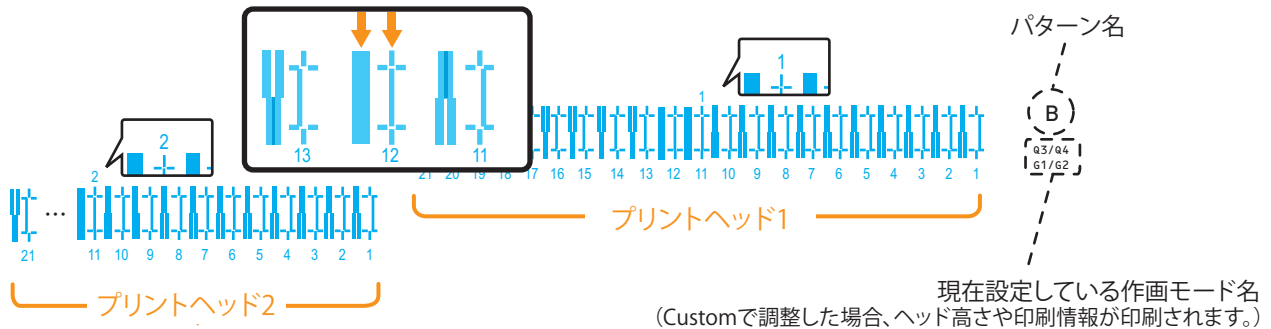 パターン名
B
Q3/Q4
G1/G2
1
1
13 12 11
21 20 19 18 17 16 15 14 13 12 11 10 9 8 7 6 5 4 3 2 1
プリントヘッド1
2
2
21 … 11 10 9 8 7 6 5 4 3 2 1
プリントヘッド2
現在設定している作画モード名
（Customで調整した場合、ヘッド高さや印刷情報が印刷されます。）